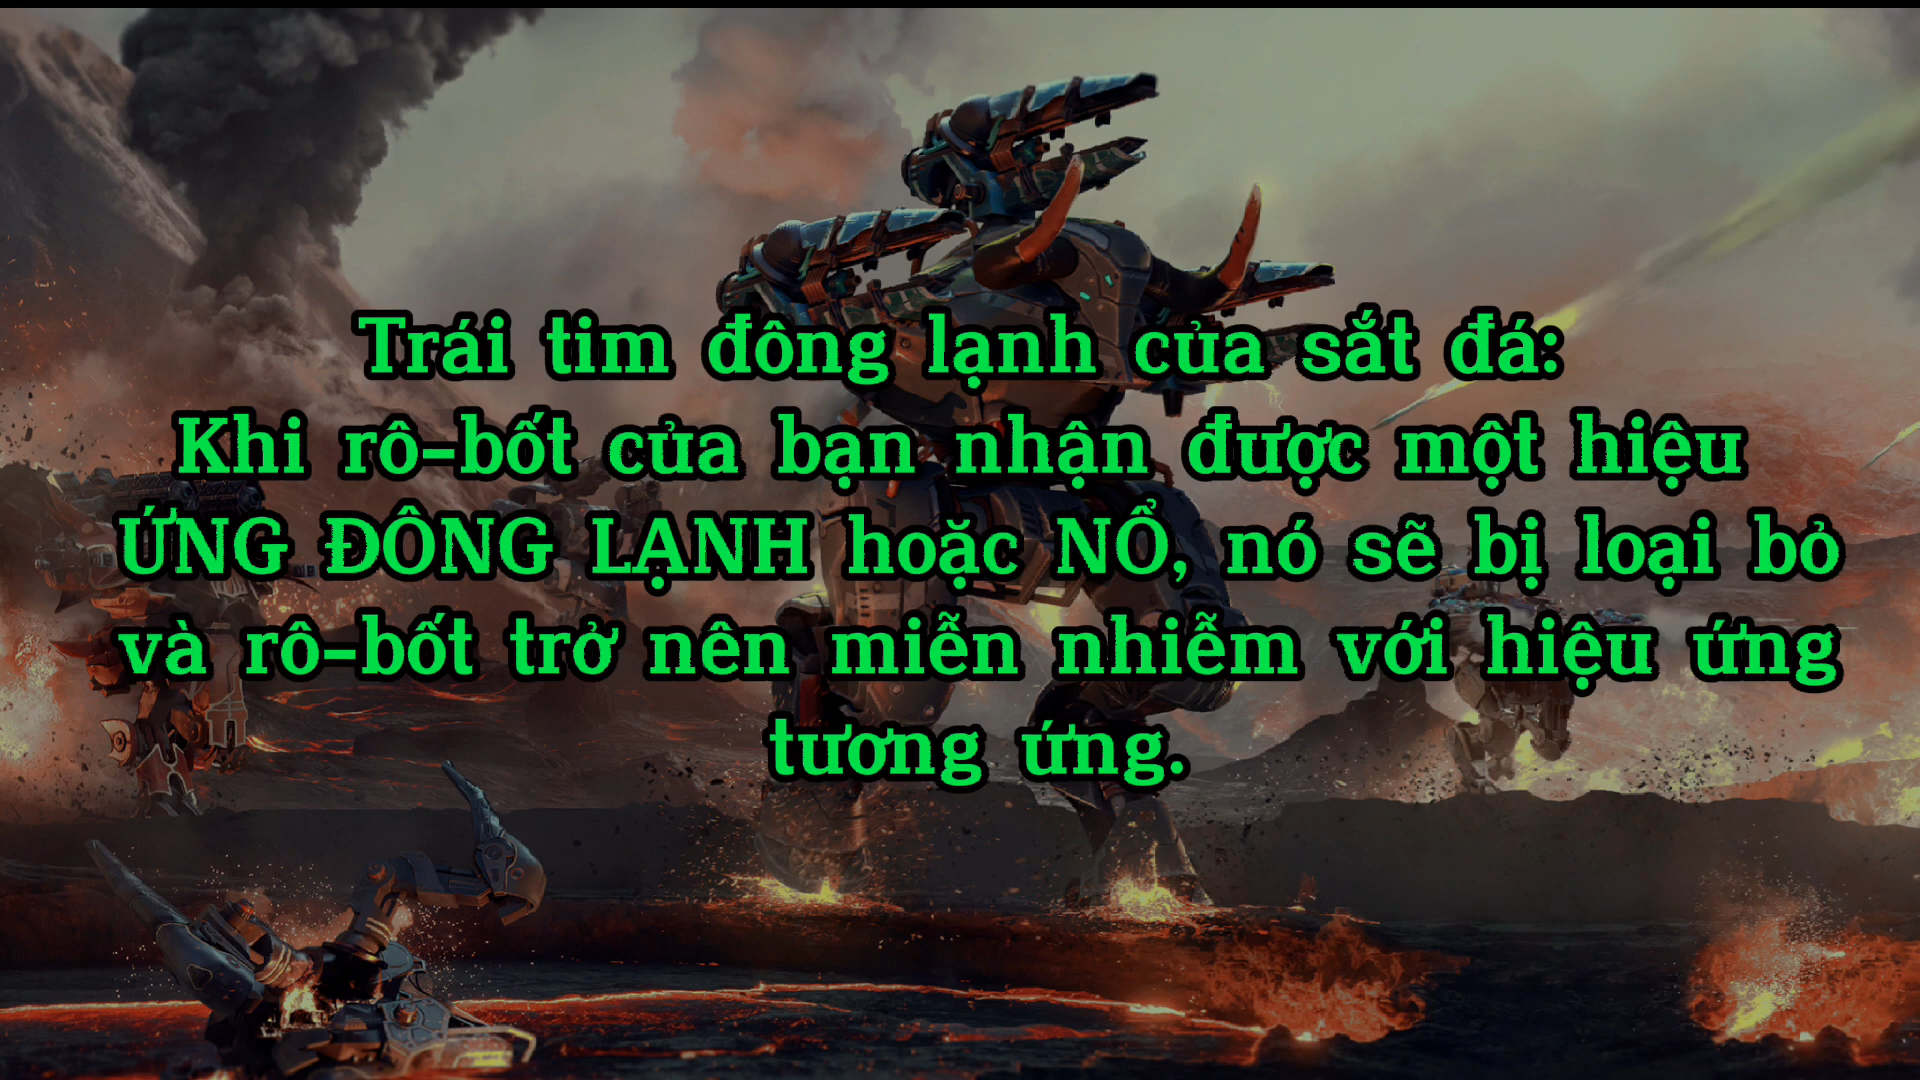 Trái tim đông lạnh của sắt đá:
Khi rô-bốt của bạn nhận được một hiệu
ỨNG ĐÔNG LẠNH hoặc NỔ, nó sẽ bị loại bỏ
và rô-bốt trở nên miễn nhiễm với hiệu ứng
tương ứng.